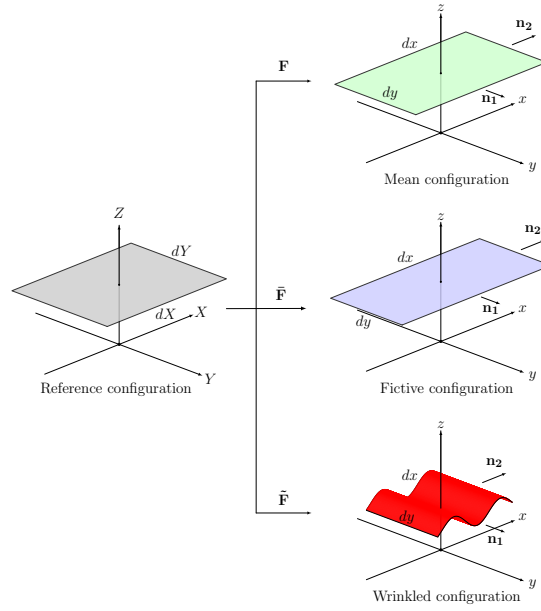 z
n₂
dx
F
dy
n₁
x
y
Mean configuration
Z
dY
dX
X
Y
Reference configuration
z
n₂
dx
F̄
n₁
x
dy
y
Fictive configuration
z
n₂
dx
F̃
dy
x
n₁
y
Wrinkled configuration